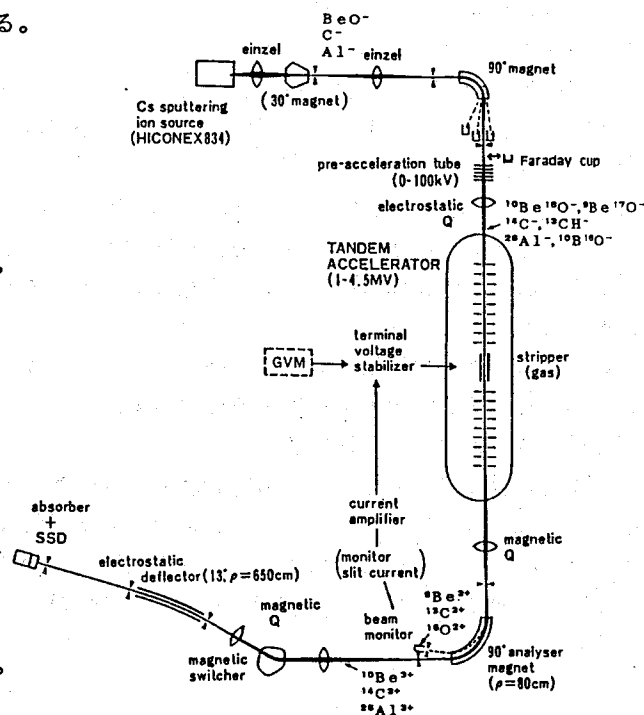 る。
BeO⁻
C⁻
Al⁻
einzel
einzel
90° magnet
(30° magnet)
Cs sputtering
ion source
(HICONEX834)
Faraday cup
pre-acceleration tube
(0-100kV)
electrostatic
Q
¹⁰Be¹⁶O⁻, ⁹Be¹⁷O⁻
¹⁴C⁻, ¹³CH⁻
²⁶Al⁻, ¹⁰B¹⁶O⁻
TANDEM
ACCELERATOR
(1-4.5MV)
terminal
voltage
stabilizer
GVM
stripper
(gas)
absorber
+
SSD
current
amplifier
(monitor
slit current)
magnetic
Q
electrostatic
deflector (13°, ρ=650cm)
magnetic
Q
beam
monitor
⁹Be²⁺
¹³C²⁺
¹⁶O²⁺
magnetic
switcher
90° analyser
magnet
(ρ=80cm)
¹⁰Be³⁺
¹⁴C³⁺
²⁶Al³⁺